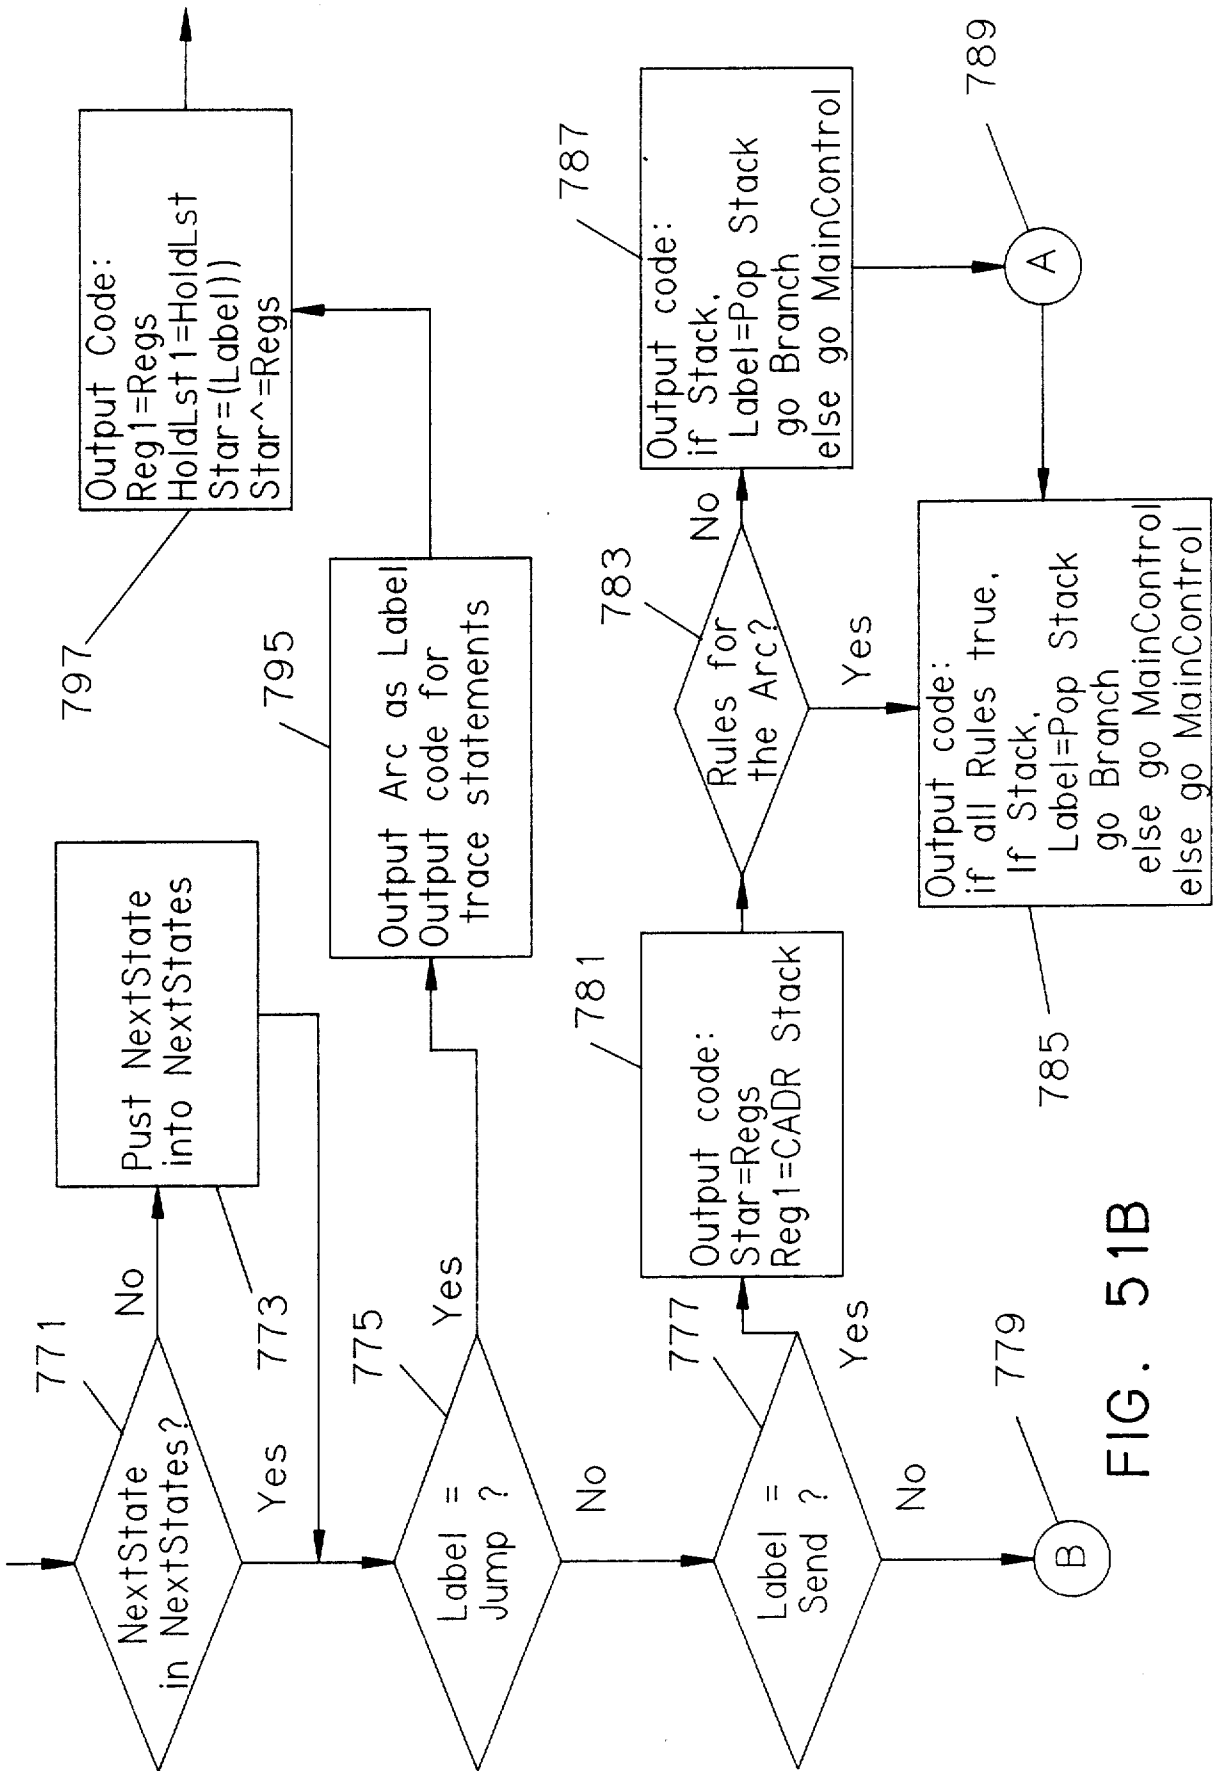 771
NextState
in NextStates?
No
Yes
773
Pust NextState
into NextStates
775
Label =
Jump ?
Yes
No
795
Output Arc as Label
Output code for
trace statements
797
Output Code:
Reg1=Regs
HoldLst1=HoldLst
Star=(Label))
Star^=Regs
777
Label =
Send ?
Yes
No
779
B
781
Output code:
Star=Regs
Reg1=CADR Stack
783
Rules for
the Arc?
No
Yes
787
Output code:
if Stack,
Label=Pop Stack
go Branch
else go MainControl
785
Output code:
if all Rules true,
If Stack,
Label=Pop Stack
go Branch
else go MainControl
else go MainControl
789
A
FIG. 51B